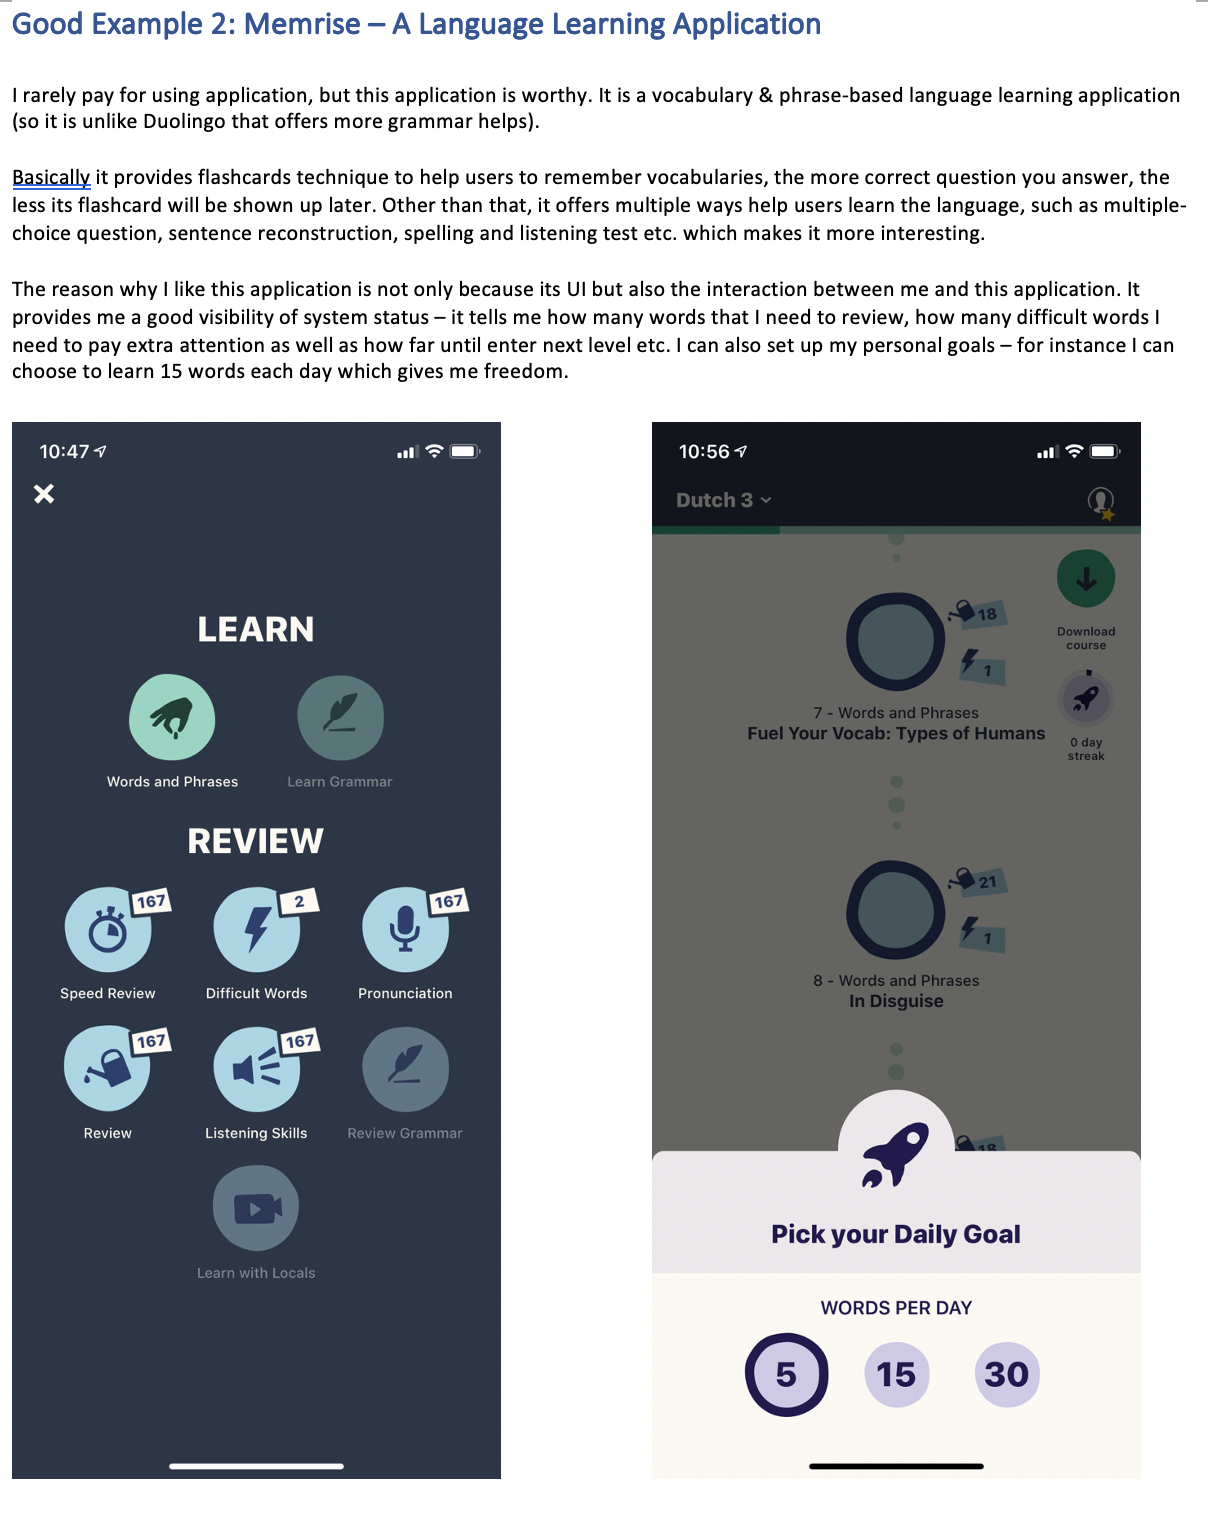 Good Example 2: Memrise – A Language Learning Application
I rarely pay for using application, but this application is worthy. It is a vocabulary & phrase-based language learning application
(so it is unlike Duolingo that offers more grammar helps).
Basically it provides flashcards technique to help users to remember vocabularies, the more correct question you answer, the
less its flashcard will be shown up later. Other than that, it offers multiple ways help users learn the language, such as multiple-
choice question, sentence reconstruction, spelling and listening test etc. which makes it more interesting.
The reason why I like this application is not only because its UI but also the interaction between me and this application. It
provides me a good visibility of system status – it tells me how many words that I need to review, how many difficult words I
need to pay extra attention as well as how far until enter next level etc. I can also set up my personal goals – for instance I can
choose to learn 15 words each day which gives me freedom.
10:47
LEARN
Words and Phrases
Learn Grammar
REVIEW
167
2
167
Speed Review
Difficult Words
Pronunciation
167
167
Review
Listening Skills
Review Grammar
Learn with Locals
10:56
Dutch 3
18
1
Download
course
7 - Words and Phrases
Fuel Your Vocab: Types of Humans
0 day
streak
21
1
8 - Words and Phrases
In Disguise
18
Pick your Daily Goal
WORDS PER DAY
5
15
30